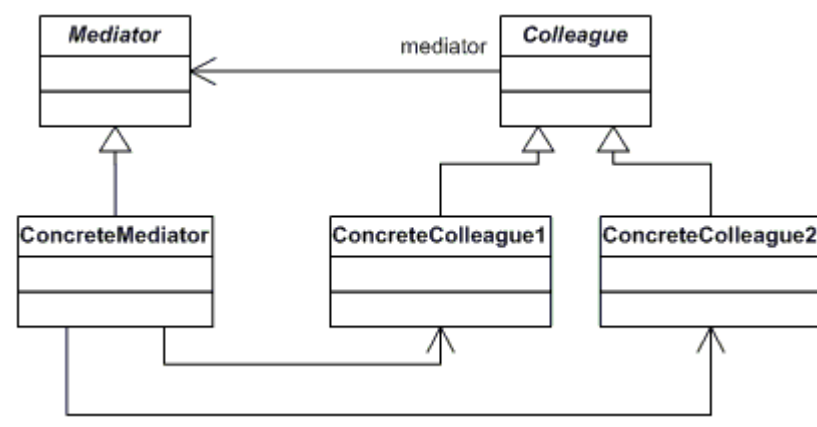 Mediator
Colleague
mediator
ConcreteMediator
ConcreteColleague1
ConcreteColleague2